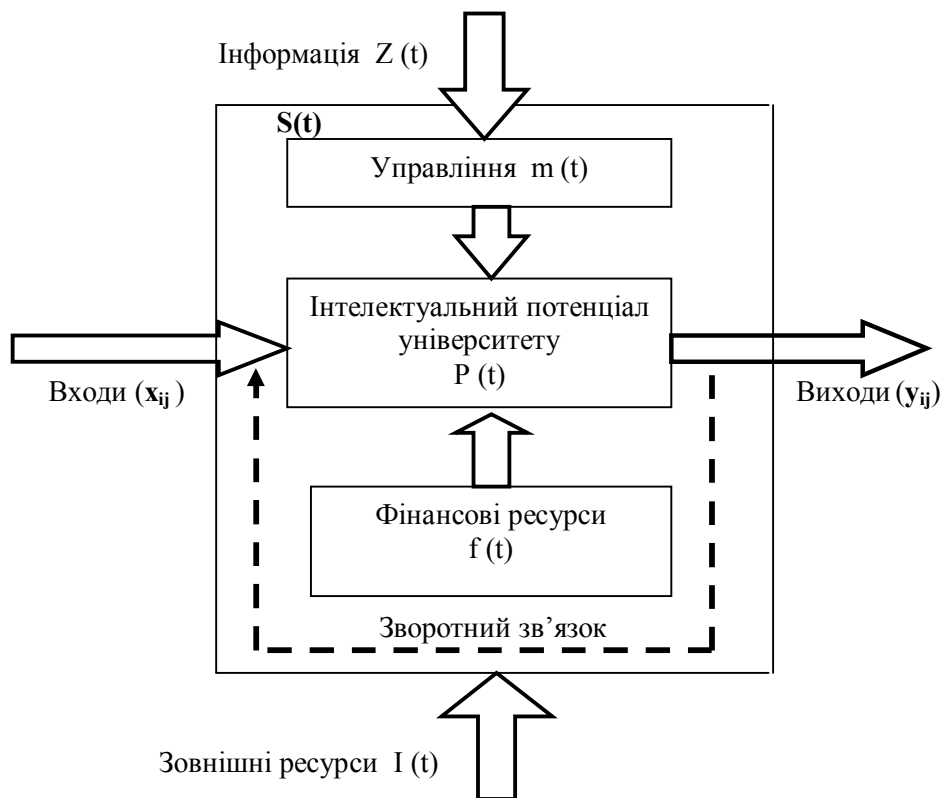 Інформація Z (t)
S(t)
Управління m (t)
Інтелектуальний потенціал
університету
P (t)
Входи (xij )
Виходи (yij)
Фінансові ресурси
f (t)
Зворотний зв’язок
Зовнішні ресурси I (t)